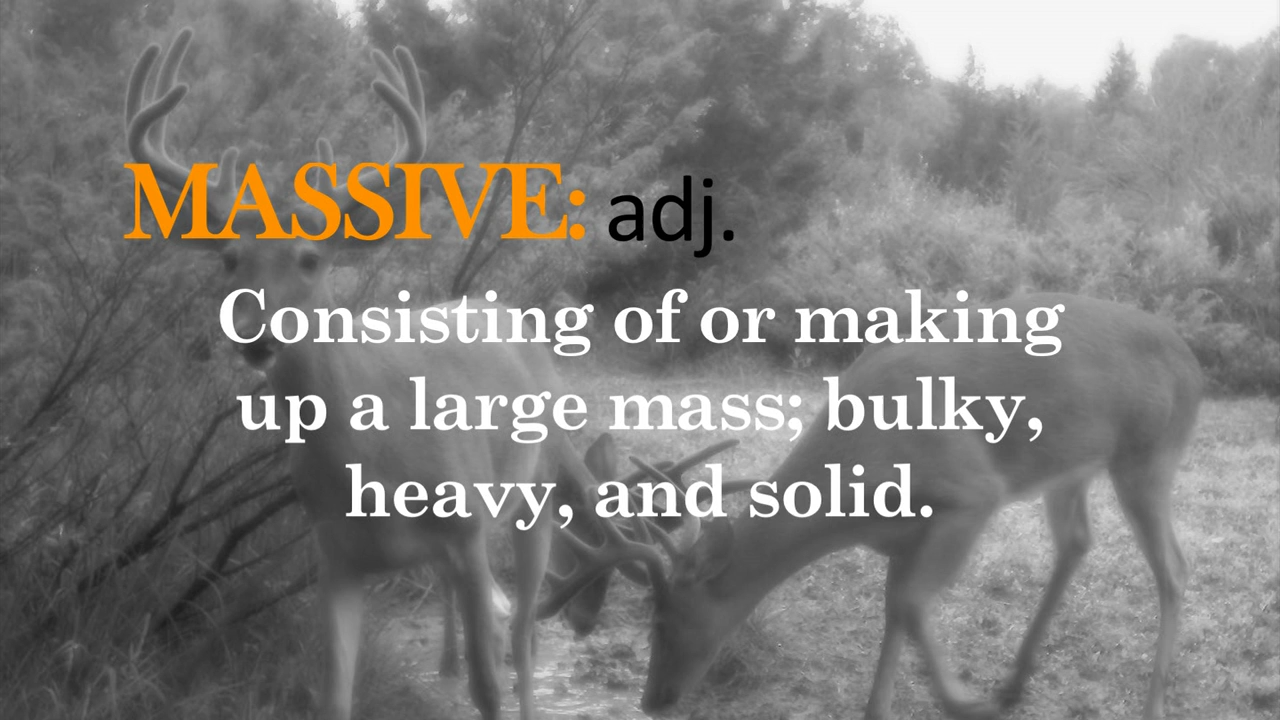 MASSIVE: adj.
Consisting of or making
up a large mass; bulky,
heavy, and solid.